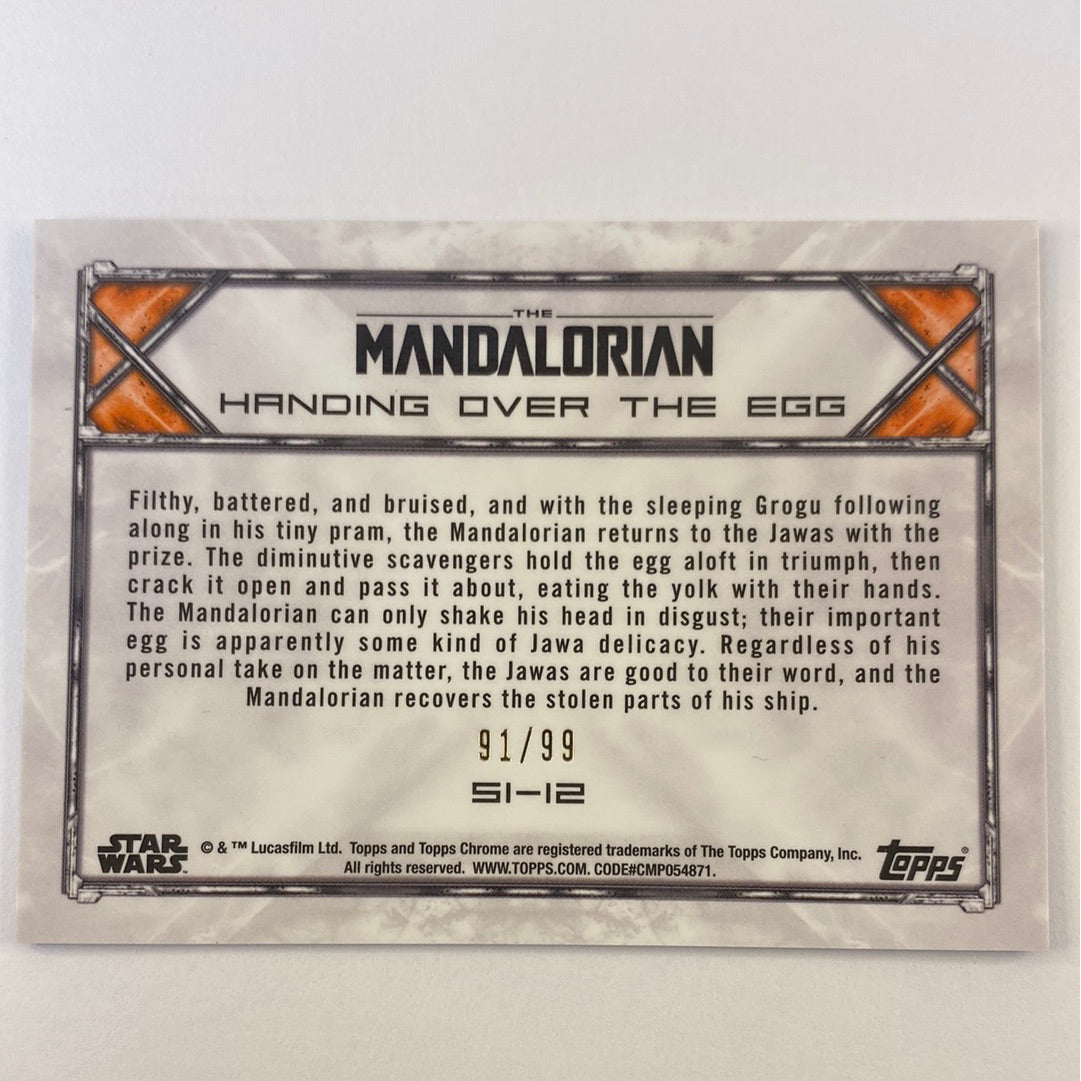 THE
MANDALORIAN
HANDING OVER THE EGG
Filthy, battered, and bruised, and with the sleeping Grogu following
along in his tiny pram, the Mandalorian returns to the Jawas with the
prize. The diminutive scavengers hold the egg aloft in triumph, then
crack it open and pass it about, eating the yolk with their hands.
The Mandalorian can only shake his head in disgust; their important
egg is apparently some kind of Jawa delicacy. Regardless of his
personal take on the matter, the Jawas are good to their word, and the
Mandalorian recovers the stolen parts of his ship.
91/99
S1-12
STAR
WARS
© & ™ Lucasfilm Ltd. Topps and Topps Chrome are registered trademarks of The Topps Company, Inc.
All rights reserved. WWW.TOPPS.COM. CODE#CMP054871.
topps®